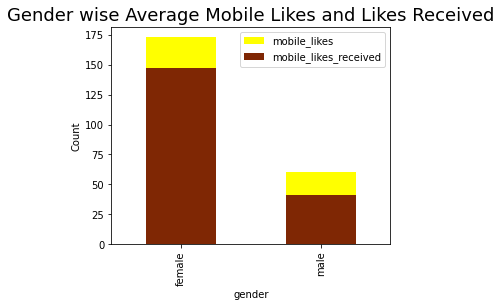 Gender wise Average Mobile Likes and Likes Received
mobile_likes
mobile_likes_received
Count
175
150
125
100
75
50
25
0
female
male
gender